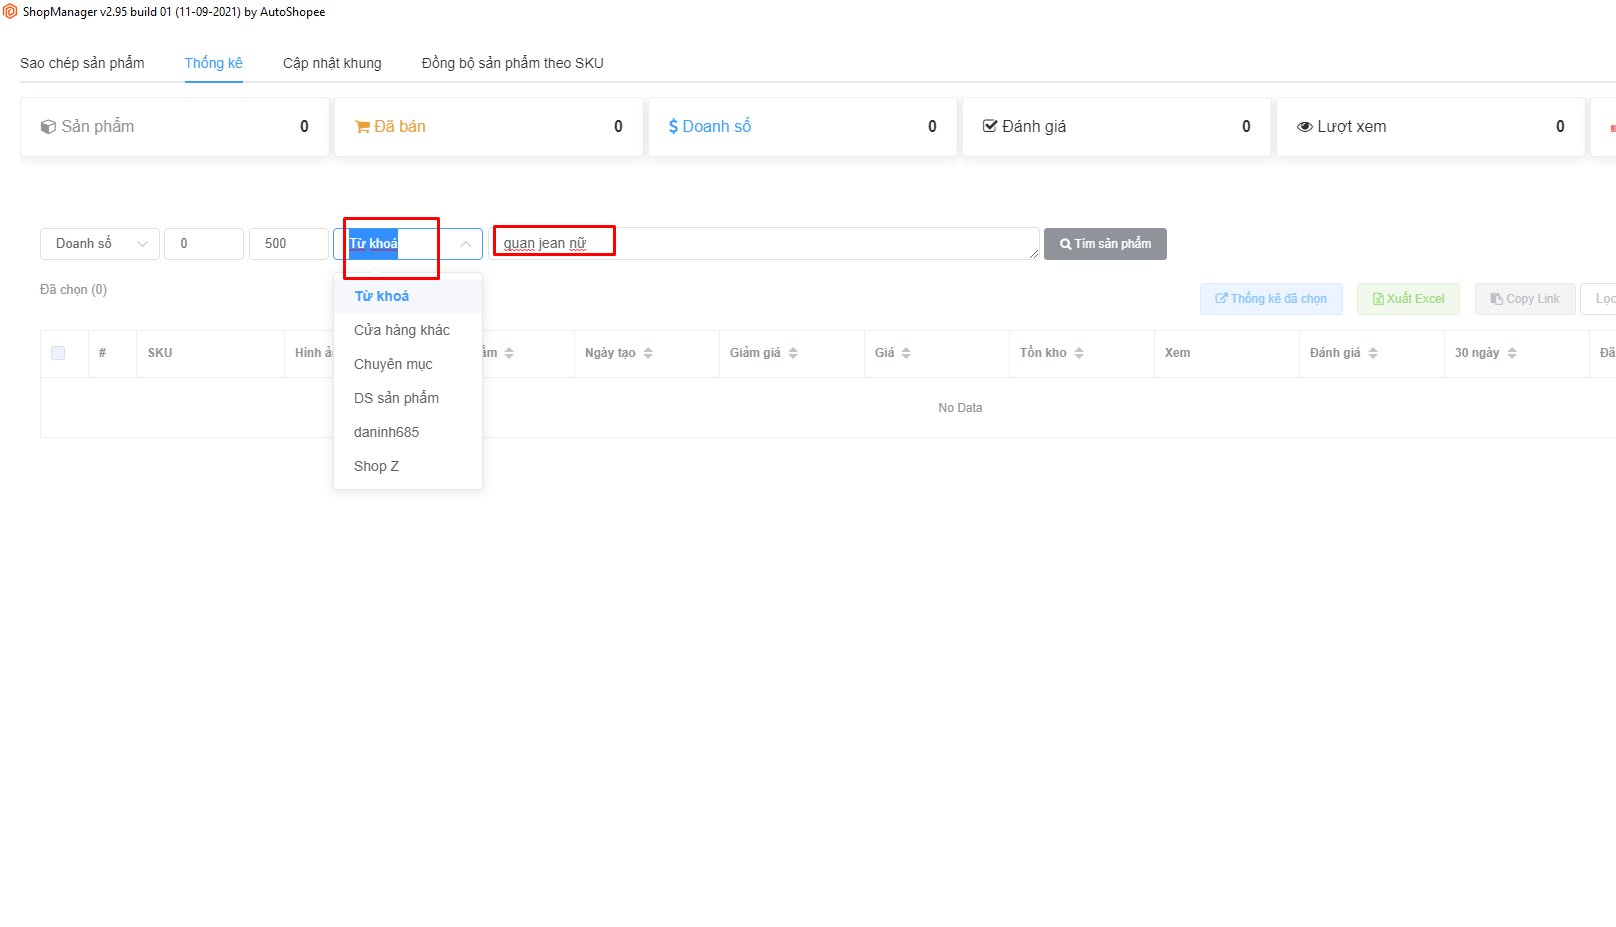 ShopManager v2.95 build 01 (11-09-2021) by AutoShopee
Sao chép sản phẩm Thống kê Cập nhật khung Đồng bộ sản phẩm theo SKU
Sản phẩm 0 Đã bán 0 Doanh số 0 Đánh giá 0 Lượt xem 0
Doanh số 0 500 Từ khoá quan jean nữ Tìm sản phẩm
Đã chọn (0) Thống kê đã chọn Xuất Excel Copy Link Lọc
Từ khoá
Cửa hàng khác
Chuyên mục
DS sản phẩm
daninh685
Shop Z
# SKU Hình Ngày tạo Giảm giá Giá Tồn kho Xem Đánh giá 30 ngày Đã
No Data